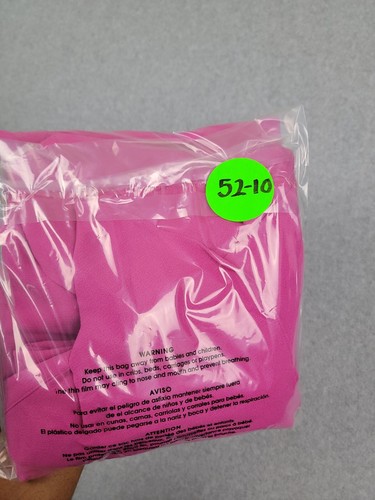 52-10
WARNING
Keep this bag away from babies and children.
Do not use in cribs, beds, carriages or playpens.
this film may cling to nose and mouth and prevent breathing.
AVISO
Para evitar el peligro de asfixia mantener siempre fuera
de el alcance de niños y de bebés.
No usar en cunas, camas, carriolas y corrales para bebés.
El plástico delgado puede pegarse a la nariz y boca y detener la respiración.
ATTENTION